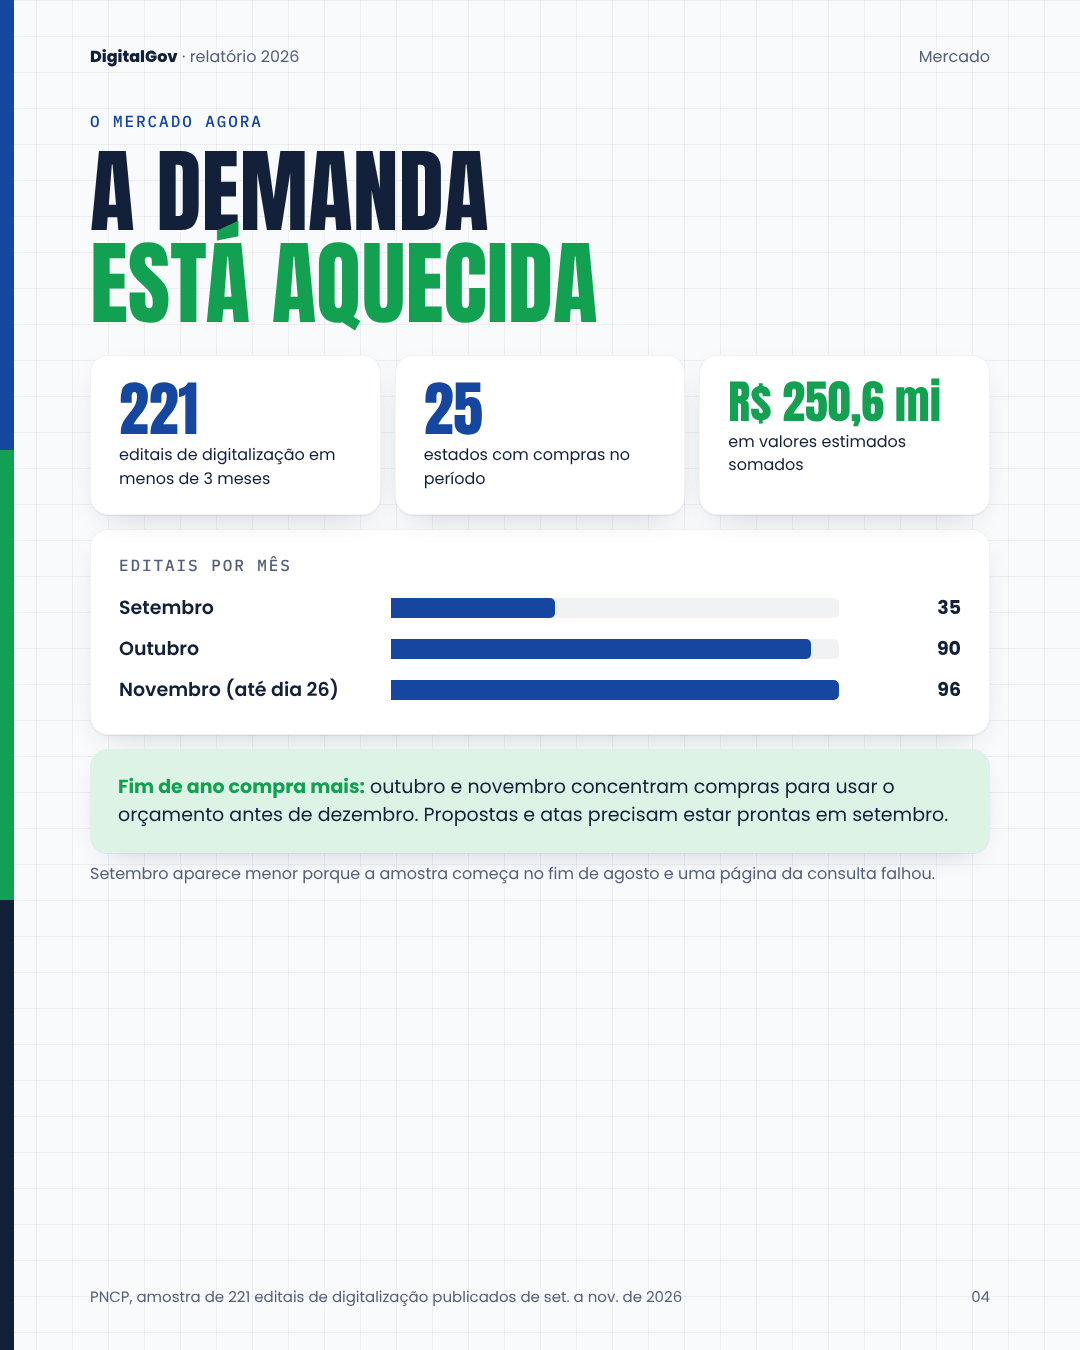 DigitalGov · relatório 2026
Mercado
O MERCADO AGORA
A DEMANDA
ESTÁ AQUECIDA
221
editais de digitalização em
menos de 3 meses
25
estados com compras no
período
R$ 250,6 mi
em valores estimados
somados
EDITAIS POR MÊS
Setembro 35
Outubro 90
Novembro (até dia 26) 96
Fim de ano compra mais: outubro e novembro concentram compras para usar o
orçamento antes de dezembro. Propostas e atas precisam estar prontas em setembro.
Setembro aparece menor porque a amostra começa no fim de agosto e uma página da consulta falhou.
PNCP, amostra de 221 editais de digitalização publicados de set. a nov. de 2026
04